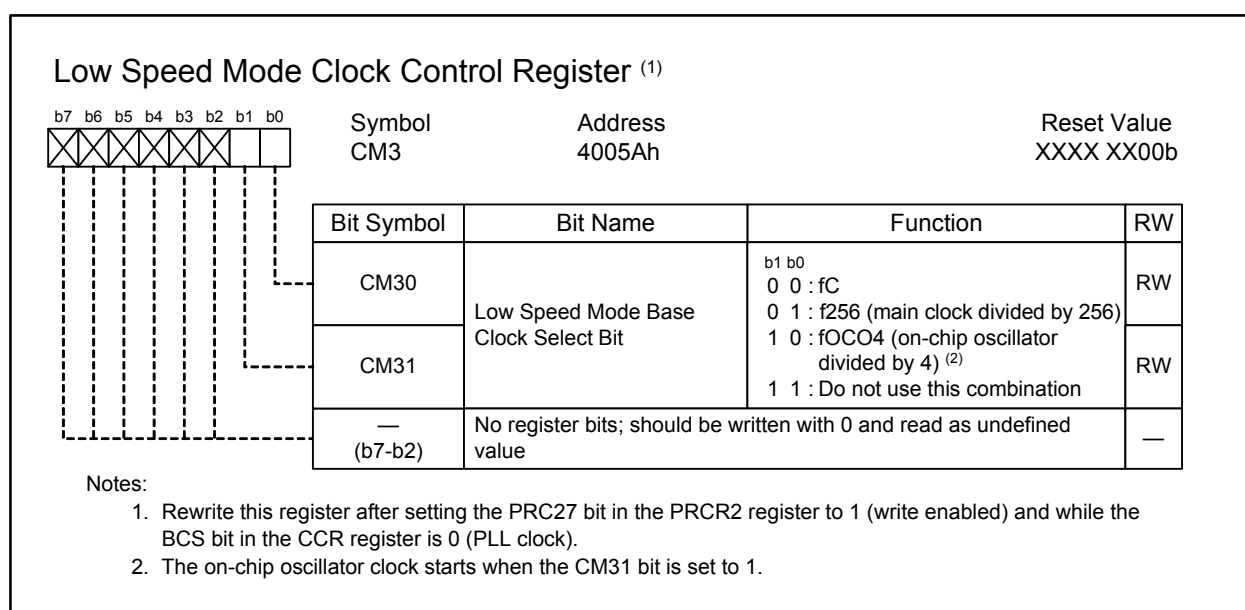 Low Speed Mode Clock Control Register (1)
b7 b6 b5 b4 b3 b2 b1 b0
Symbol Address Reset Value
CM3 4005Ah XXXX XX00b
Bit Symbol Bit Name Function RW
CM30
CM31
Low Speed Mode Base
Clock Select Bit
b1 b0
0 0 : fC
0 1 : f256 (main clock divided by 256)
1 0 : fOCO4 (on-chip oscillator
divided by 4) (2)
1 1 : Do not use this combination
RW
RW
—
(b7-b2)
No register bits; should be written with 0 and read as undefined
value
—
Notes:
1. Rewrite this register after setting the PRC27 bit in the PRCR2 register to 1 (write enabled) and while the
BCS bit in the CCR register is 0 (PLL clock).
2. The on-chip oscillator clock starts when the CM31 bit is set to 1.